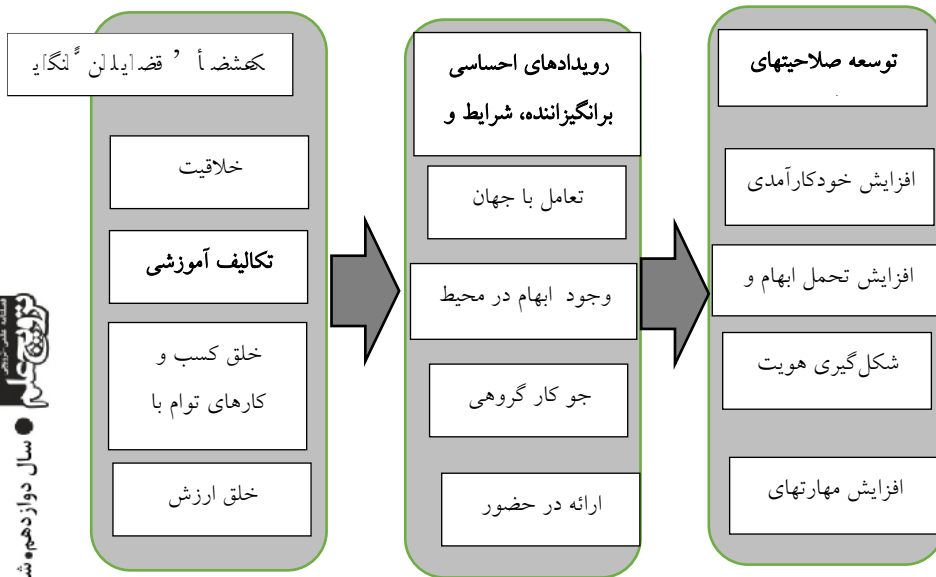 خلاقیت
تکالیف آموزشی
خلق کسب و
کارهای توام با
خلق ارزش
رویدادهای احساسی
برانگیزاننده، شرایط و
تعامل با جهان
وجود ابهام در محیط
جو کار گروهی
ارائه در حضور
توسعه صلاحیتهای
افزایش خودکارآمدی
افزایش تحمل ابهام و
شکل‌گیری هویت
افزایش مهارتهای
ترویج علم
سال دوازدهم،